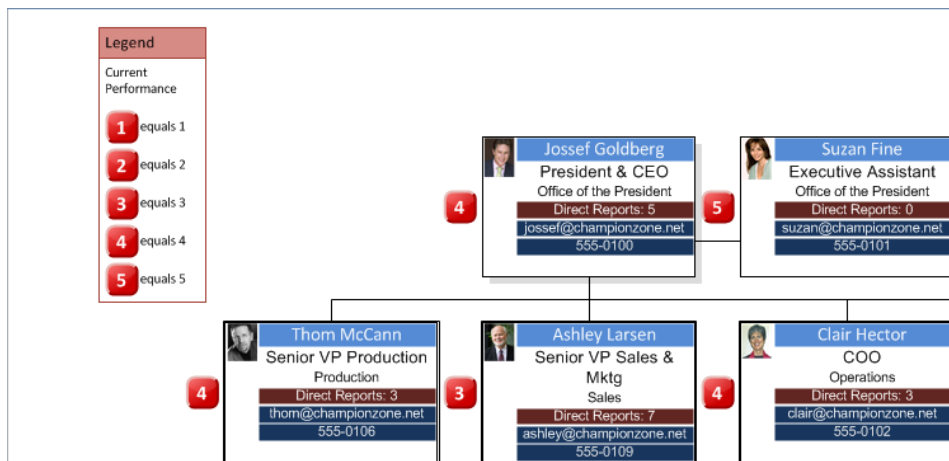 Legend
Current
Performance
1 equals 1
2 equals 2
3 equals 3
4 equals 4
5 equals 5
Jossef Goldberg
President & CEO
Office of the President
4
Direct Reports: 5
jossef@championzone.net
555-0100
Suzan Fine
Executive Assistant
Office of the President
5
Direct Reports: 0
suzan@championzone.net
555-0101
Thom McCann
Senior VP Production
Production
4
Direct Reports: 3
thom@championzone.net
555-0106
Ashley Larsen
Senior VP Sales &
Mktg
3
Sales
Direct Reports: 7
ashley@championzone.net
555-0109
Clair Hector
COO
Operations
4
Direct Reports: 3
clair@championzone.net
555-0102